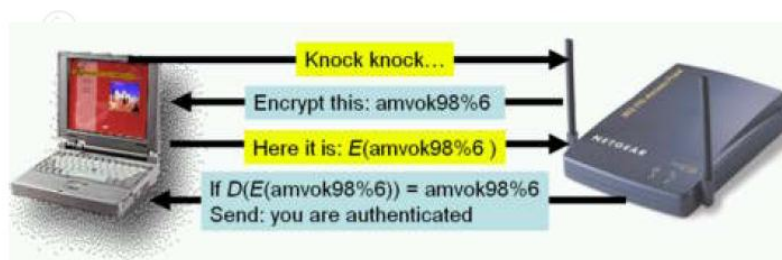 Knock knock...
Encrypt this: amvok98%6
Here it is: E(amvok98%6 )
If D(E(amvok98%6)) = amvok98%6
Send: you are authenticated
NETGEAR